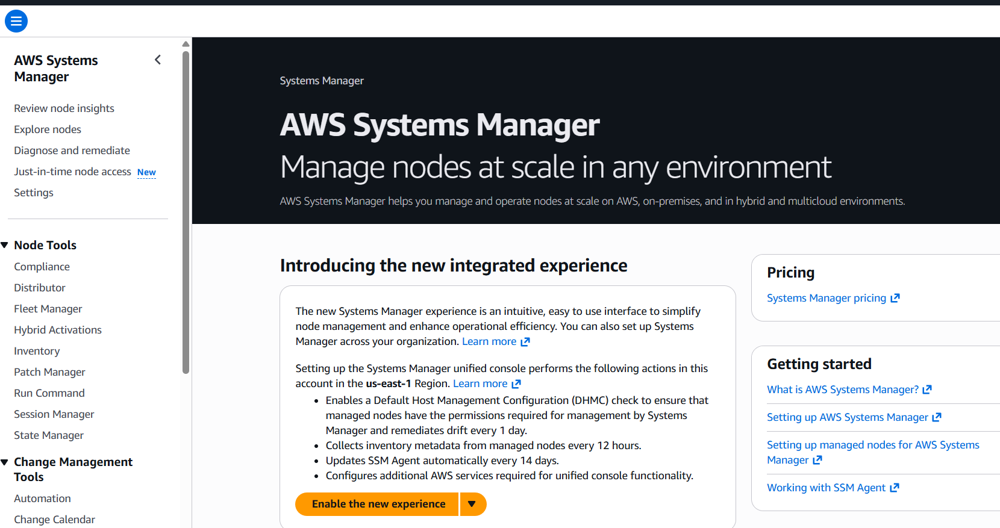 AWS Systems
Manager
Review node insights
Explore nodes
Diagnose and remediate
Just-in-time node access New
Settings
Node Tools
Compliance
Distributor
Fleet Manager
Hybrid Activations
Inventory
Patch Manager
Run Command
Session Manager
State Manager
Change Management
Tools
Automation
Change Calendar
Systems Manager
AWS Systems Manager
Manage nodes at scale in any environment
AWS Systems Manager helps you manage and operate nodes at scale on AWS, on-premises, and in hybrid and multicloud environments.
Introducing the new integrated experience
The new Systems Manager experience is an intuitive, easy to use interface to simplify
node management and enhance operational efficiency. You can also set up Systems
Manager across your organization. Learn more
Setting up the Systems Manager unified console performs the following actions in this
account in the us-east-1 Region. Learn more
• Enables a Default Host Management Configuration (DHMC) check to ensure that
managed nodes have the permissions required for management by Systems
Manager and remediates drift every 1 day.
• Collects inventory metadata from managed nodes every 12 hours.
• Updates SSM Agent automatically every 14 days.
• Configures additional AWS services required for unified console functionality.
Enable the new experience
Pricing
Systems Manager pricing
Getting started
What is AWS Systems Manager?
Setting up AWS Systems Manager
Setting up managed nodes for AWS Systems
Manager
Working with SSM Agent